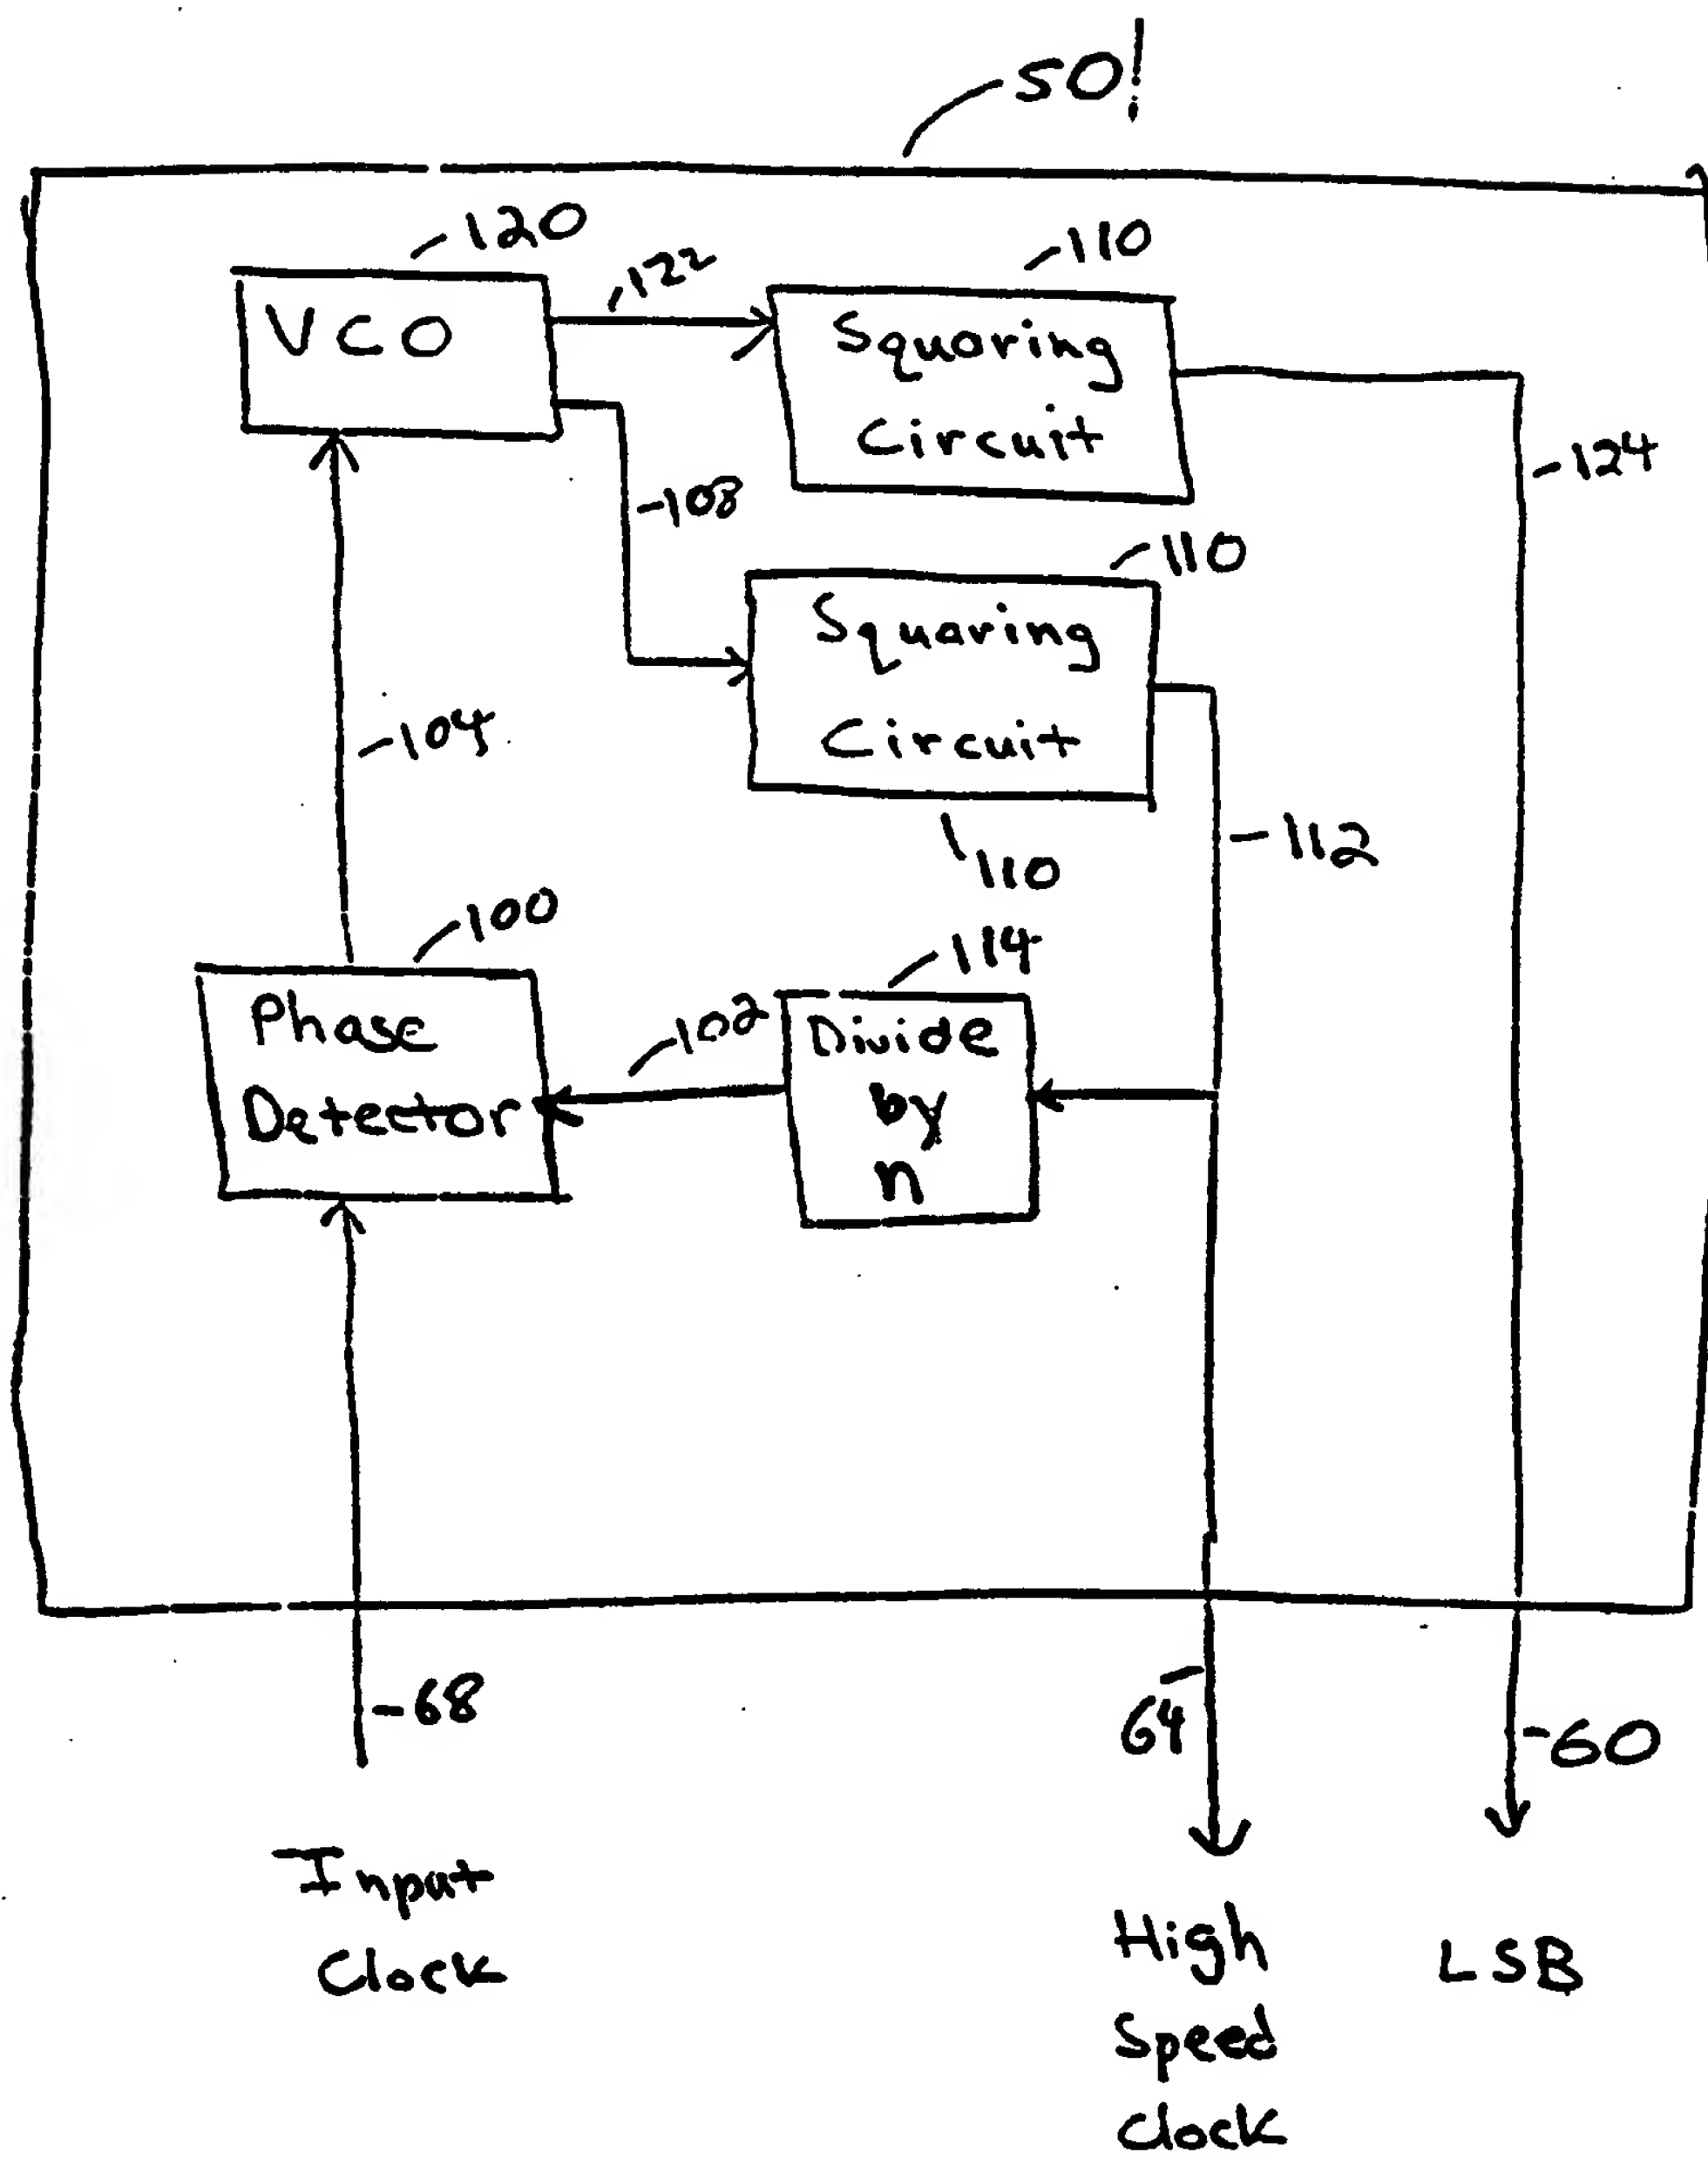 50'
120
122
110
VCO
Squaring
Circuit
124
108
110
Squaring
Circuit
104
112
110
100
114
Phase
Detector
102
Divide
by
n
68
64
60
Input
Clock
High
Speed
Clock
LSB